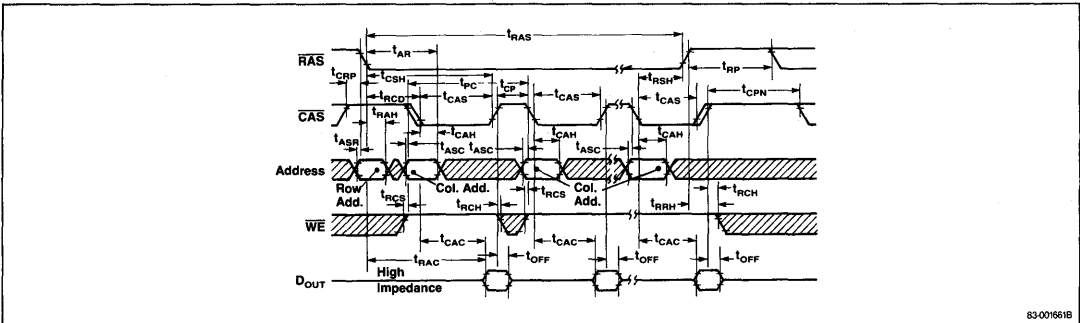 tRAS
tAR
RAS
tCRP
tCSH
tPC
tCP
tRSH
tRP
tRCD
tCAS
tCAS
tCAS
tCPN
CAS
tRAH
tASR
tCAH
tCAH
tCAH
tASC
tASC
tASC
Address
Row
Add.
Col. Add.
Col.
Add.
tRCS
tRCS
tRCH
tRCH
tRRH
WE
tCAC
tCAC
tCAC
tRAC
tOFF
tOFF
tOFF
DOUT
High
Impedance
83-001661B